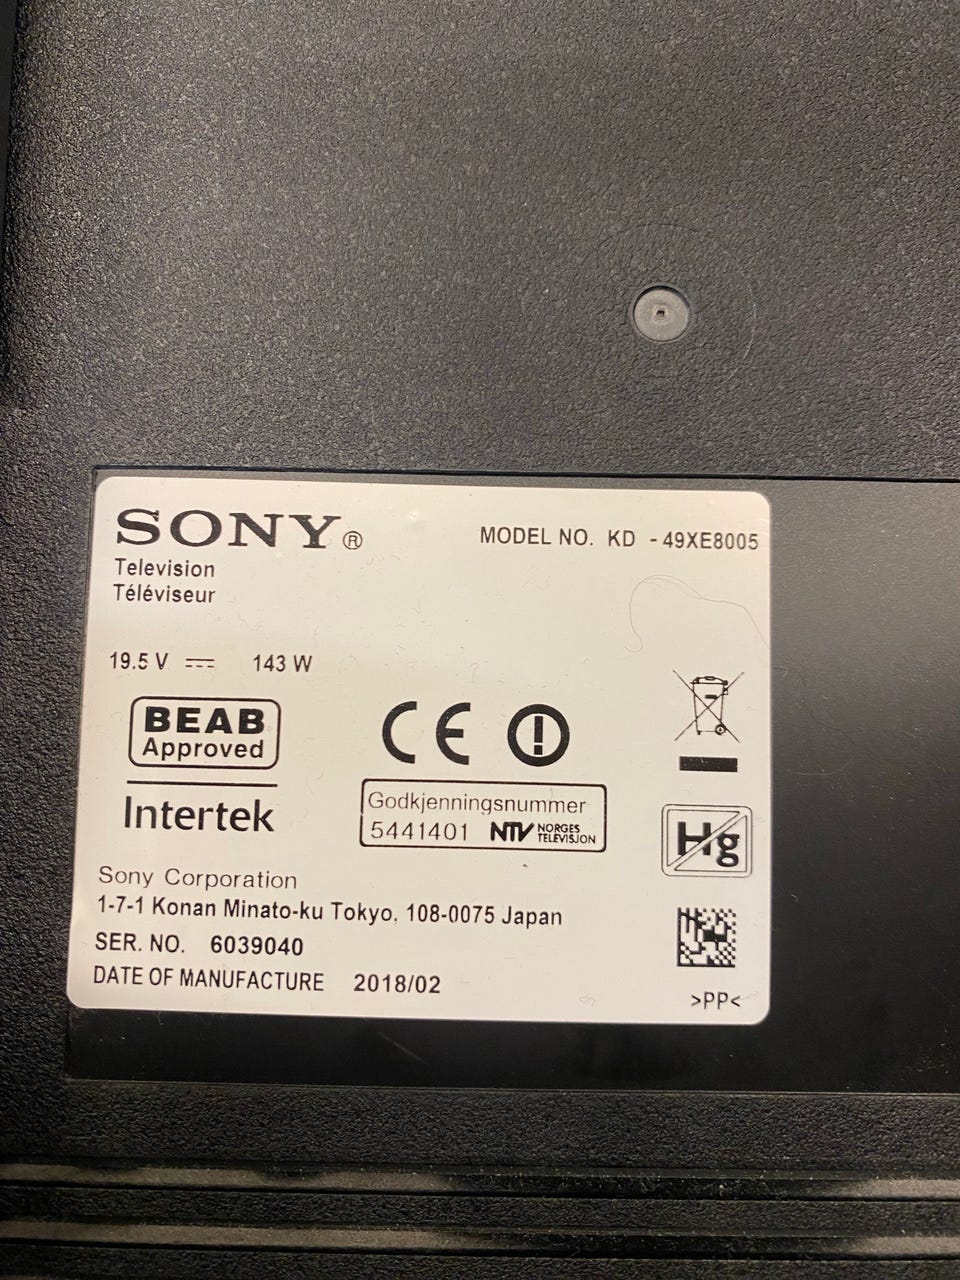 SONY®
MODEL NO. KD - 49XE8005
Television
Téléviseur
19.5 V ⎓ 143 W
BEAB
Approved
Intertek
CE
Godkjenningsnummer
5441401 NTV NORGES TELEVISJON
Hg
Sony Corporation
1-7-1 Konan Minato-ku Tokyo, 108-0075 Japan
SER. NO. 6039040
DATE OF MANUFACTURE 2018/02
>PP<